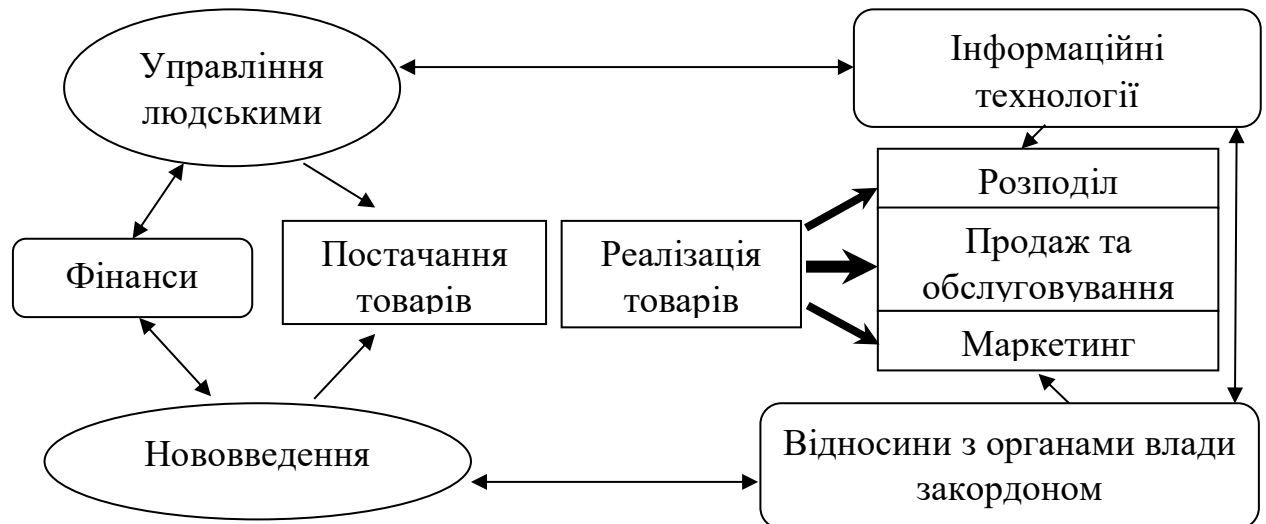 Управління
людськими
Інформаційні
технології
Розподіл
Фінанси
Постачання
товарів
Реалізація
товарів
Продаж та
обслуговування
Маркетинг
Нововведення
Відносини з органами влади
закордоном